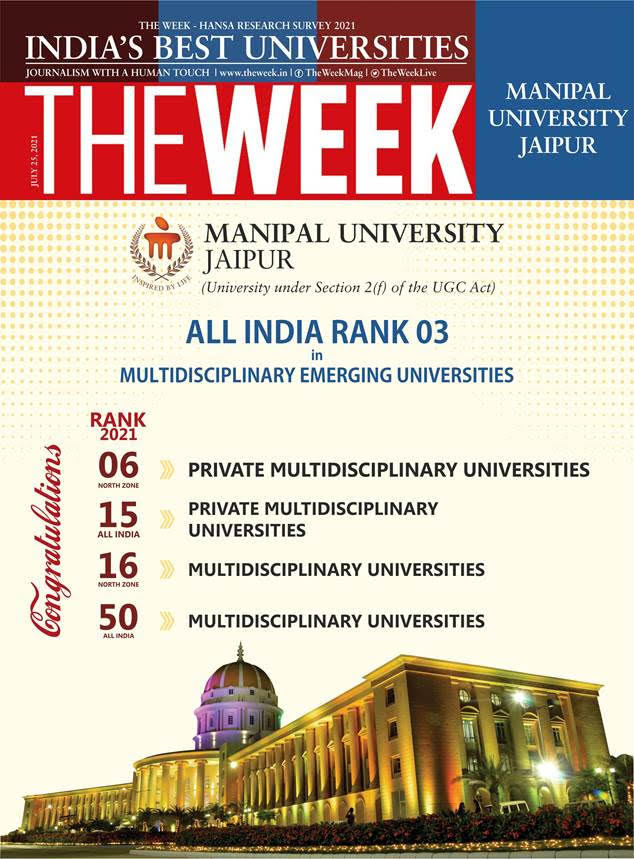 THE WEEK - HANSA RESEARCH SURVEY 2021
INDIA'S BEST UNIVERSITIES
JOURNALISM WITH A HUMAN TOUCH | www.theweek.in | f TheWeekMag | TheWeekLive
JULY 25, 2021
THE WEEK
MANIPAL
UNIVERSITY
JAIPUR
INSPIRED BY LIFE
MANIPAL UNIVERSITY
JAIPUR
(University under Section 2(f) of the UGC Act)
ALL INDIA RANK 03
in
MULTIDISCIPLINARY EMERGING UNIVERSITIES
Congratulations
RANK
2021
06
NORTH ZONE
PRIVATE MULTIDISCIPLINARY UNIVERSITIES
15
ALL INDIA
PRIVATE MULTIDISCIPLINARY
UNIVERSITIES
16
NORTH ZONE
MULTIDISCIPLINARY UNIVERSITIES
50
ALL INDIA
MULTIDISCIPLINARY UNIVERSITIES